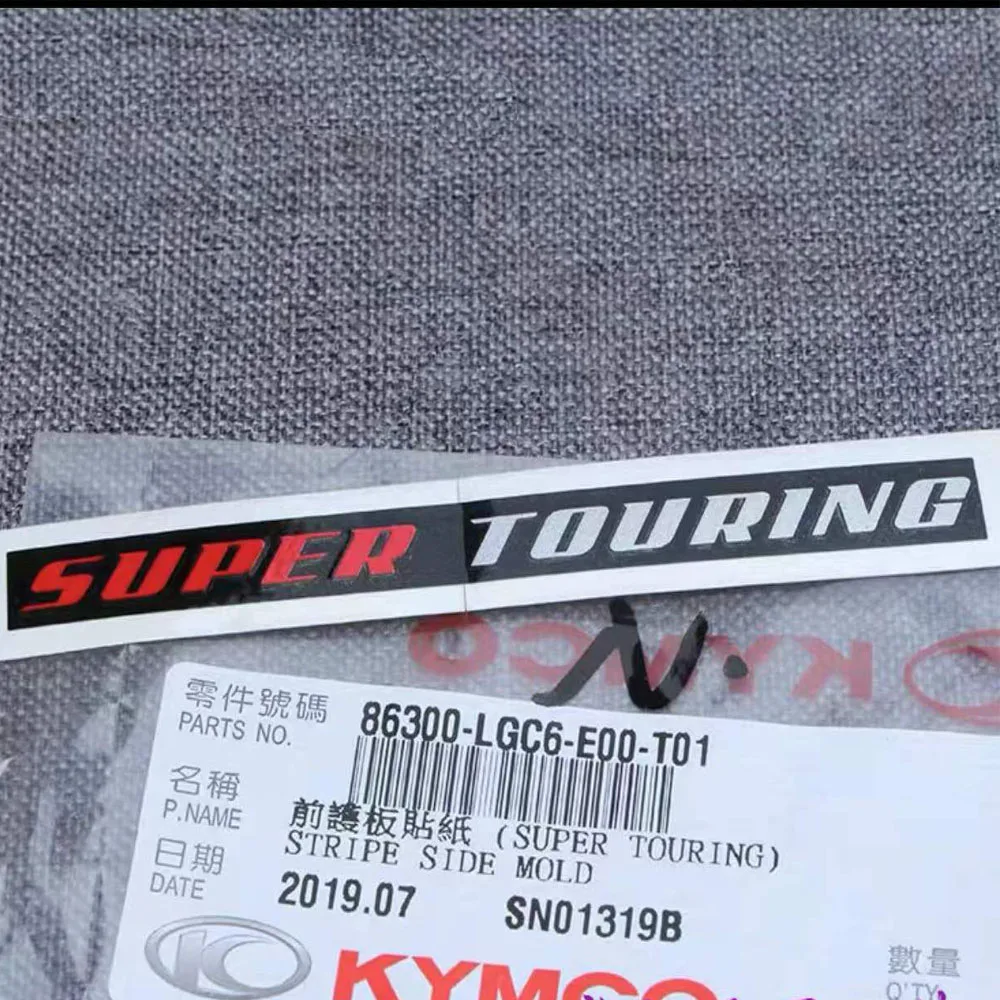 SUPER TOURING
KYMCO
N.
零件號碼 86300-LGC6-E00-T01
PARTS NO.
名稱 前護板貼紙 (SUPER TOURING)
P.NAME STRIPE SIDE MOLD
日期 2019.07 SN01319B
DATE
KYMCO
數量
Q'TY